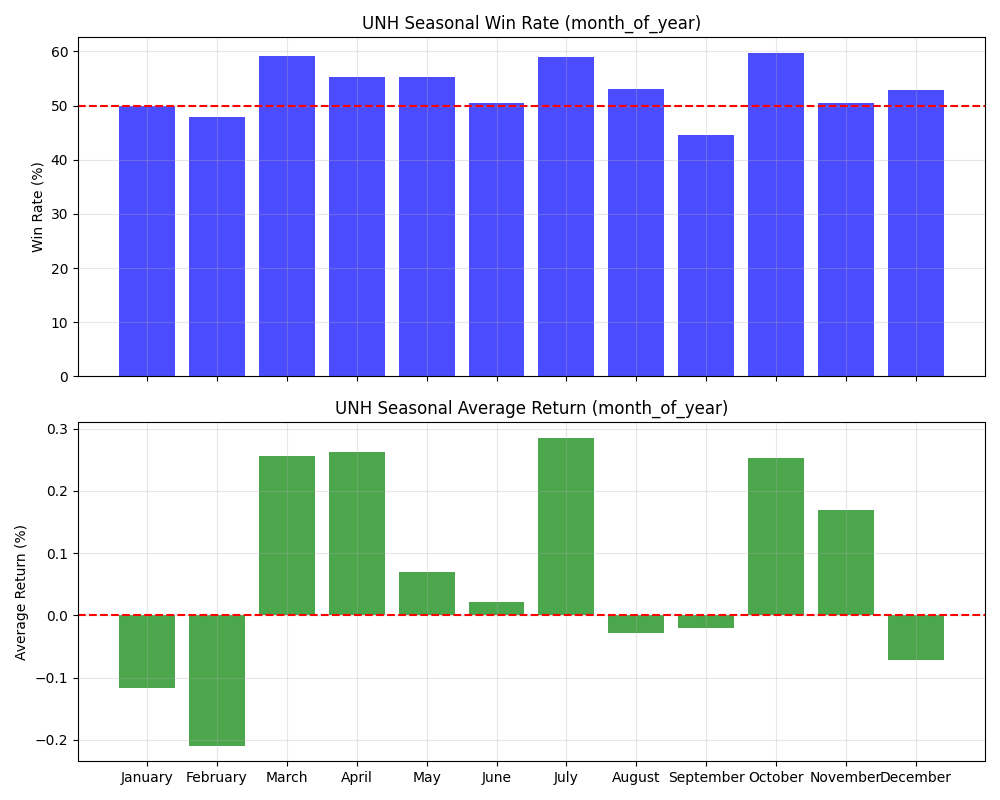 UNH Seasonal Win Rate (month_of_year)
60
50
40
30
20
10
0
Win Rate (%)
UNH Seasonal Average Return (month_of_year)
0.3
0.2
0.1
0.0
−0.1
−0.2
Average Return (%)
January February March April May June July August September October November December